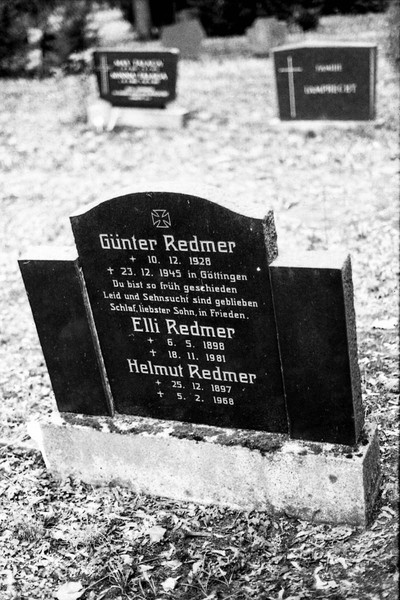 Günter Redmer
+ 10. 12. 1928
+ 23. 12. 1945 in Göttingen
Du bist so früh geschieden
Leid und Sehnsucht sind geblieben
Schlaf, liebster Sohn, in Frieden.
Elli Redmer
+ 6. 5. 1898
+ 18. 11. 1981
Helmut Redmer
+ 25. 12. 1897
+ 5. 2. 1968